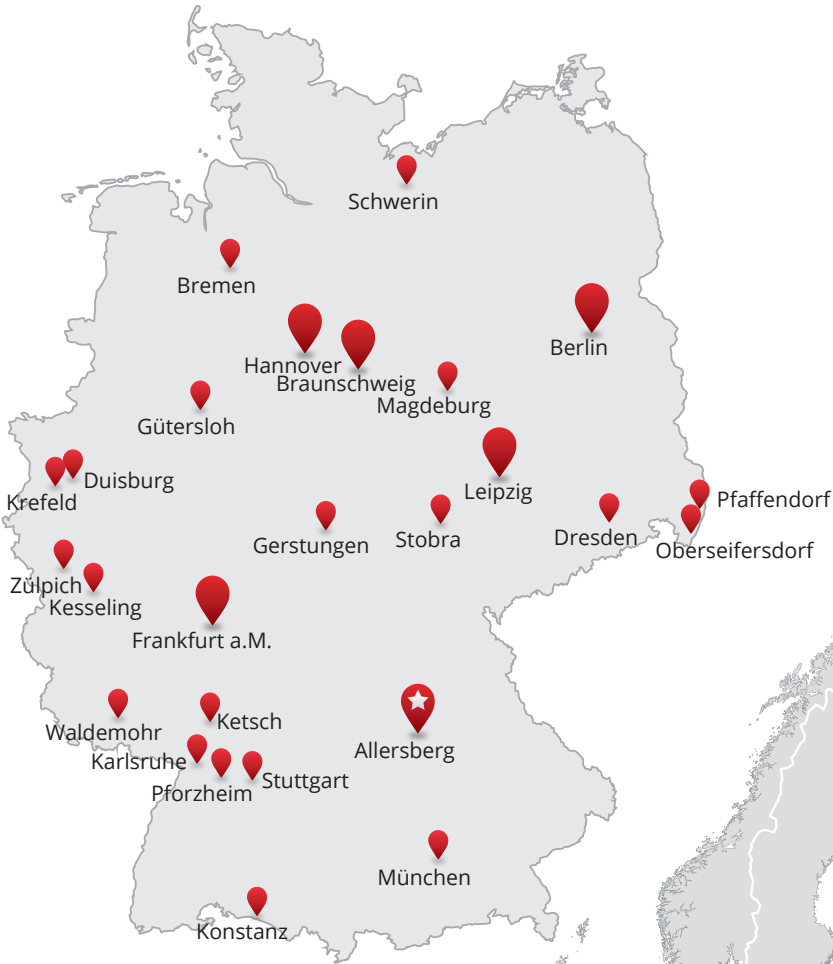 Schwerin
Bremen
Berlin
Hannover
Braunschweig
Magdeburg
Gütersloh
Duisburg
Leipzig
Krefeld
Pfaffendorf
Dresden
Stobra
Gerstungen
Oberseifersdorf
Zülpich
Kesseling
Frankfurt a.M.
Ketsch
Waldemohr
Allersberg
Karlsruhe
Stuttgart
Pforzheim
München
Konstanz